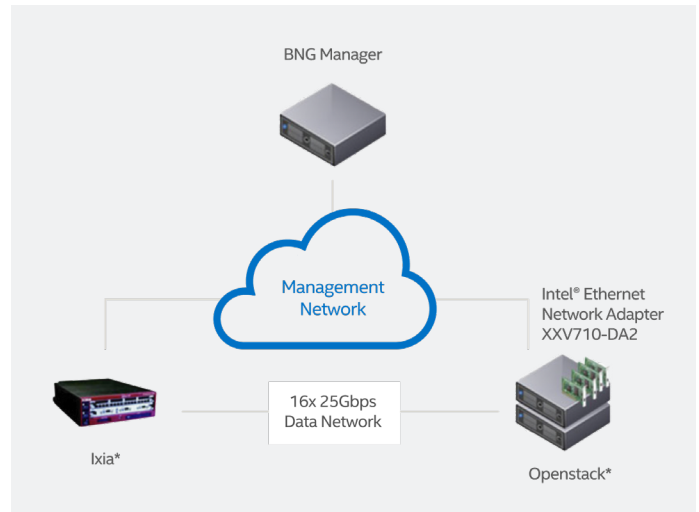 BNG Manager
Management
Network
Intel® Ethernet
Network Adapter
XXV710-DA2
16x 25Gbps
Data Network
Ixia*
Openstack*